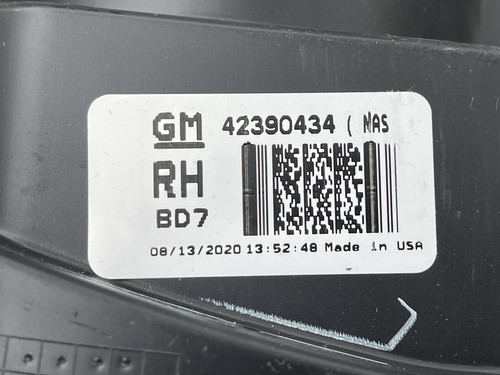 GM 42390434 ( NAS
RH
BD7
08/13/2020 13:52:48 Made in USA